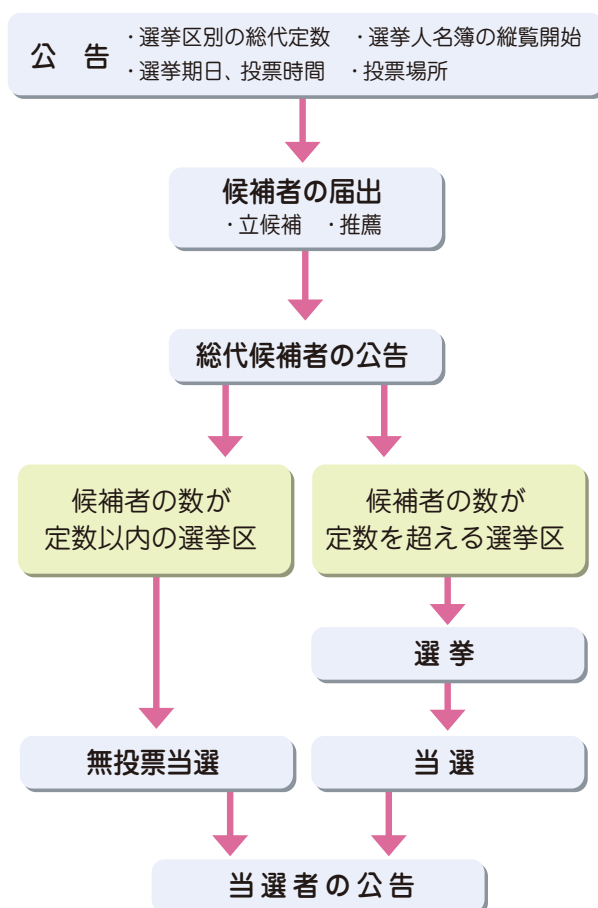 公 告
・選挙区別の総代定数 ・選挙人名簿の縦覧開始
・選挙期日、投票時間 ・投票場所
候補者の届出
・立候補 ・推薦
総代候補者の公告
候補者の数が
定数以内の選挙区
候補者の数が
定数を超える選挙区
選 挙
無投票当選
当 選
当選者の公告